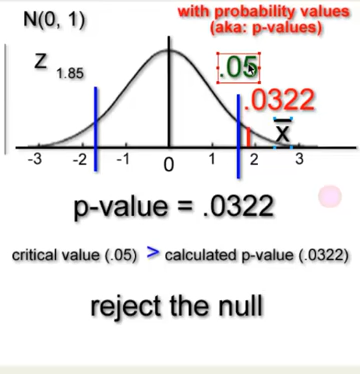 N(0, 1)
with probability values
(aka: p-values)
Z 1.85
.05
.0322
x̅
-3 -2 -1 0 1 2 3
p-value = .0322
critical value (.05) > calculated p-value (.0322)
reject the null